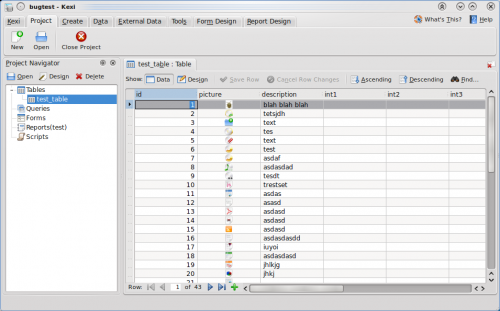 bugtest - Kexi
Kexi Project Create Data External Data Tools Form Design Report Design What's This? Help
New Open Close Project
Project Navigator
Open Design Delete
Tables
test_table
Queries
Forms
Reports(test)
Scripts
test_table : Table
Show: Data Design Save Row Cancel Row Changes Ascending Descending Find...
id picture description int1 int2 int3
1 blah blah blah
2 tetsjdh
3 text
4 tes
5 text
6 test
7 asdaf
8 asdasdad
9 tesdt
10 trestset
11 asdas
12 asasd
13 asdasd
14 asdasd
15 asdasd
16 asdasdasdd
17 iuyoi
18 asdasdasd
19 jhlkjg
20 jhkj
21
Row: 1 of 43